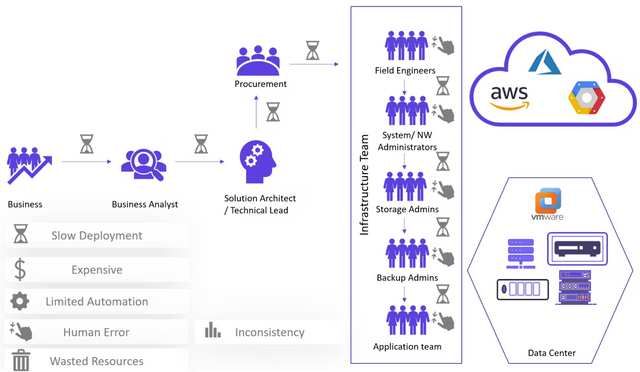 Procurement
Business
Business Analyst
Solution Architect
/ Technical Lead
Slow Deployment
Expensive
Limited Automation
Human Error
Wasted Resources
Inconsistency
Infrastructure Team
Field Engineers
System/ NW
Administrators
Storage Admins
Backup Admins
Application team
aws
vmware
Data Center